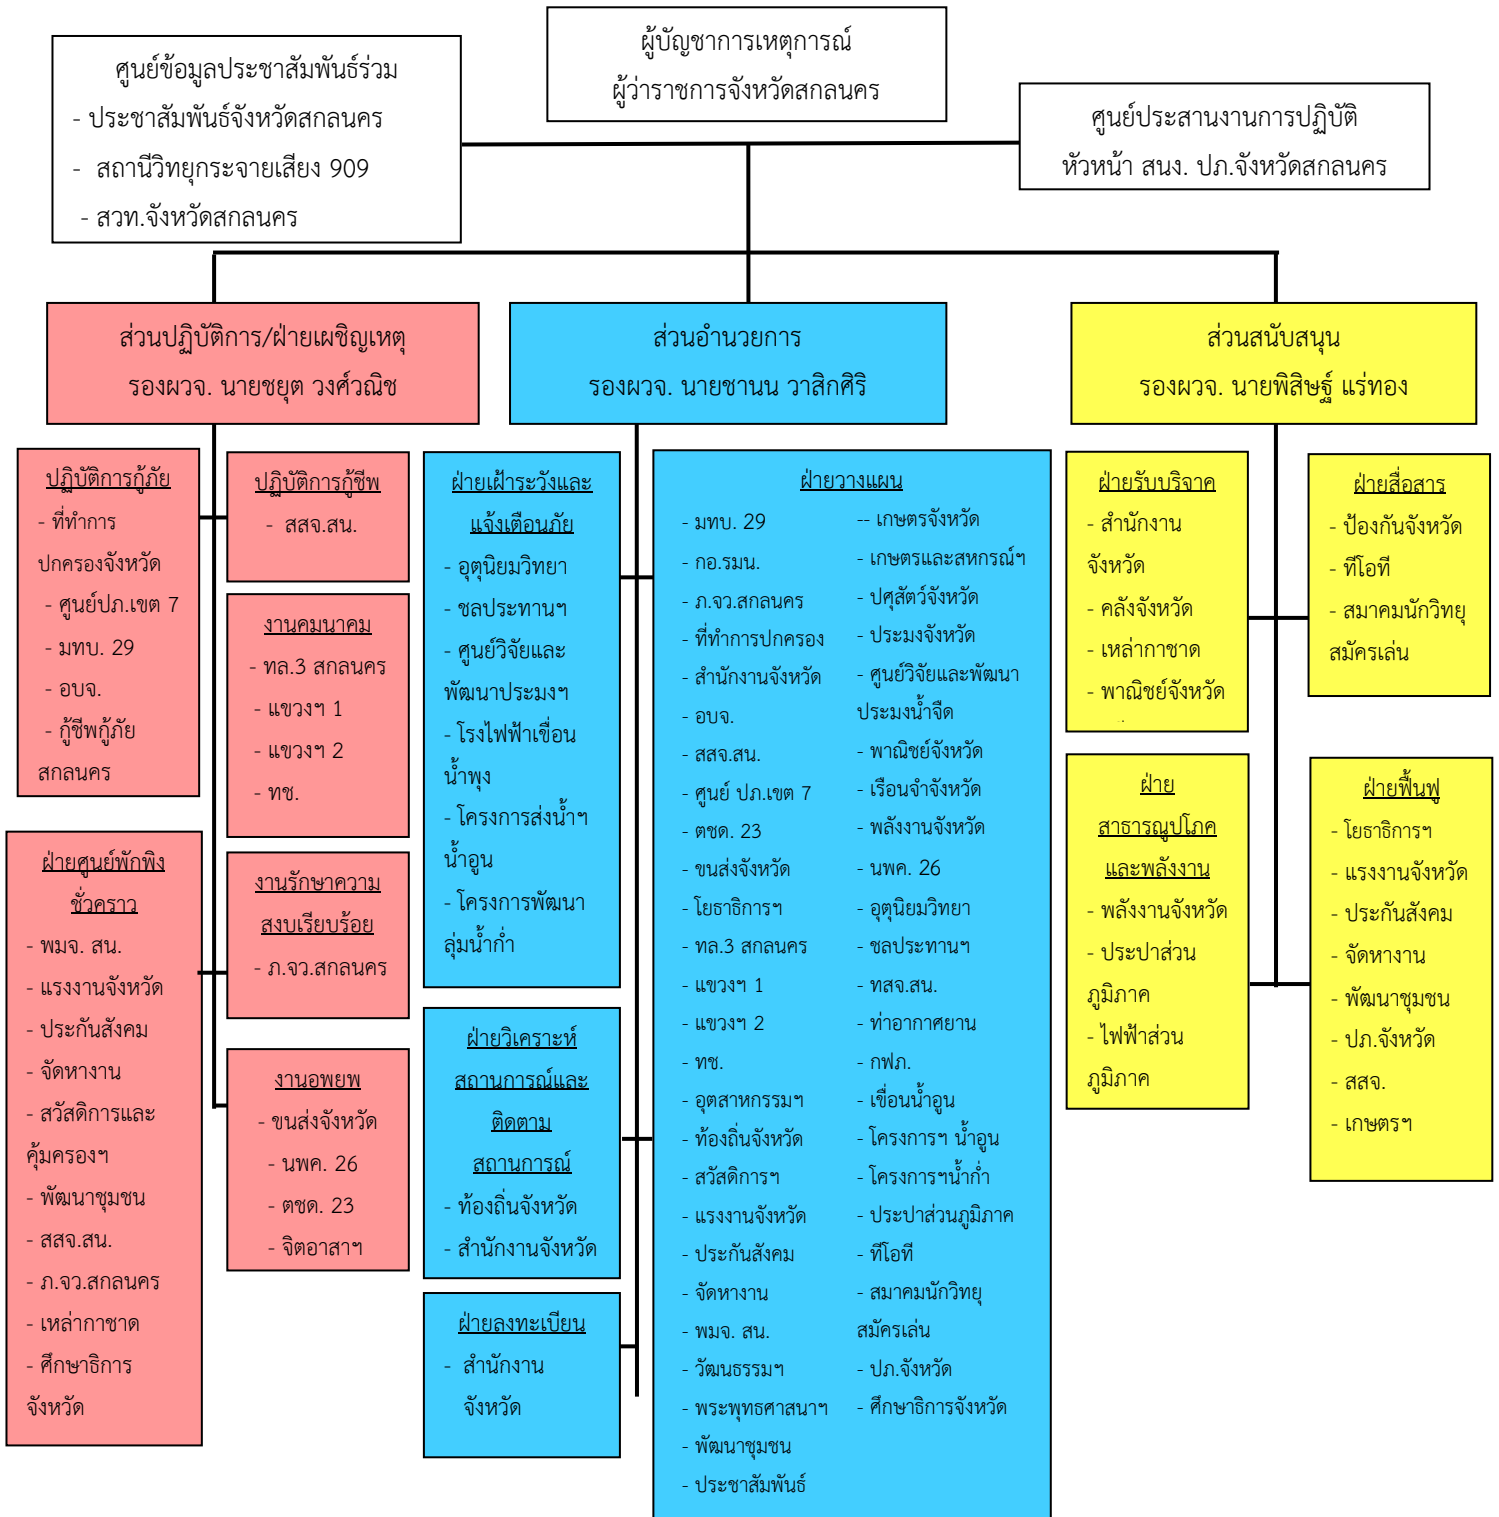 ผู้บัญชาการเหตุการณ์
ผู้ว่าราชการจังหวัดสกลนคร
ศูนย์ข้อมูลประชาสัมพันธ์ร่วม
- ประชาสัมพันธ์จังหวัดสกลนคร
- สถานีวิทยุกระจายเสียง 909
- สวท.จังหวัดสกลนคร
ศูนย์ประสานงานการปฏิบัติ
หัวหน้า สนง. ปภ.จังหวัดสกลนคร
ส่วนปฏิบัติการ/ฝ่ายเผชิญเหตุ
รองผวจ. นายชยุต วงศ์วณิช
ส่วนอำนวยการ
รองผวจ. นายชานน วาสิกศิริ
ส่วนสนับสนุน
รองผวจ. นายพิสิษฐ์ แร่ทอง
ปฏิบัติการกู้ภัย
- ที่ทำการ
ปกครองจังหวัด
- ศูนย์ปภ.เขต 7
- มทบ. 29
- อบจ.
- กู้ชีพกู้ภัย
สกลนคร
ปฏิบัติการกู้ชีพ
- สสจ.สน.
งานคมนาคม
- ทล.3 สกลนคร
- แขวงฯ 1
- แขวงฯ 2
- ทช.
ฝ่ายศูนย์พักพิง
ชั่วคราว
- พมจ. สน.
- แรงงานจังหวัด
- ประกันสังคม
- จัดหางาน
- สวัสดิการและ
คุ้มครองฯ
- พัฒนาชุมชน
- สสจ.สน.
- ภ.จว.สกลนคร
- เหล่ากาชาด
- ศึกษาธิการ
จังหวัด
งานรักษาความ
สงบเรียบร้อย
- ภ.จว.สกลนคร
งานอพยพ
- ขนส่งจังหวัด
- นพค. 26
- ตชด. 23
- จิตอาสาฯ
ฝ่ายเฝ้าระวังและ
แจ้งเตือนภัย
- อุตุนิยมวิทยา
- ชลประทานฯ
- ศูนย์วิจัยและ
พัฒนาประมงฯ
- โรงไฟฟ้าเขื่อน
น้ำพุง
- โครงการส่งน้ำฯ
น้ำอูน
- โครงการพัฒนา
ลุ่มน้ำก่ำ
ฝ่ายวิเคราะห์
สถานการณ์และ
ติดตาม
สถานการณ์
- ท้องถิ่นจังหวัด
- สำนักงานจังหวัด
ฝ่ายลงทะเบียน
- สำนักงาน
จังหวัด
ฝ่ายวางแผน
- มทบ. 29
- กอ.รมน.
- ภ.จว.สกลนคร
- ที่ทำการปกครอง
- สำนักงานจังหวัด
- อบจ.
- สสจ.สน.
- ศูนย์ ปภ.เขต 7
- ตชด. 23
- ขนส่งจังหวัด
- โยธาธิการฯ
- ทล.3 สกลนคร
- แขวงฯ 1
- แขวงฯ 2
- ทช.
- อุตสาหกรรมฯ
- ท้องถิ่นจังหวัด
- สวัสดิการฯ
- แรงงานจังหวัด
- ประกันสังคม
- จัดหางาน
- พมจ. สน.
- วัฒนธรรมฯ
- พระพุทธศาสนาฯ
- พัฒนาชุมชน
- ประชาสัมพันธ์
-- เกษตรจังหวัด
- เกษตรและสหกรณ์ฯ
- ปศุสัตว์จังหวัด
- ประมงจังหวัด
- ศูนย์วิจัยและพัฒนา
ประมงน้ำจืด
- พาณิชย์จังหวัด
- เรือนจำจังหวัด
- พลังงานจังหวัด
- นพค. 26
- อุตุนิยมวิทยา
- ชลประทานฯ
- ทสจ.สน.
- ท่าอากาศยาน
- กฟภ.
- เขื่อนน้ำอูน
- โครงการฯ น้ำอูน
- โครงการฯน้ำก่ำ
- ประปาส่วนภูมิภาค
- ทีโอที
- สมาคมนักวิทยุ
สมัครเล่น
- ปภ.จังหวัด
- ศึกษาธิการจังหวัด
ฝ่ายรับบริจาค
- สำนักงาน
จังหวัด
- คลังจังหวัด
- เหล่ากาชาด
- พาณิชย์จังหวัด
ฝ่ายสื่อสาร
- ป้องกันจังหวัด
- ทีโอที
- สมาคมนักวิทยุ
สมัครเล่น
ฝ่าย
สาธารณูปโภค
และพลังงาน
- พลังงานจังหวัด
- ประปาส่วน
ภูมิภาค
- ไฟฟ้าส่วน
ภูมิภาค
ฝ่ายฟื้นฟู
- โยธาธิการฯ
- แรงงานจังหวัด
- ประกันสังคม
- จัดหางาน
- พัฒนาชุมชน
- ปภ.จังหวัด
- สสจ.
- เกษตรฯ